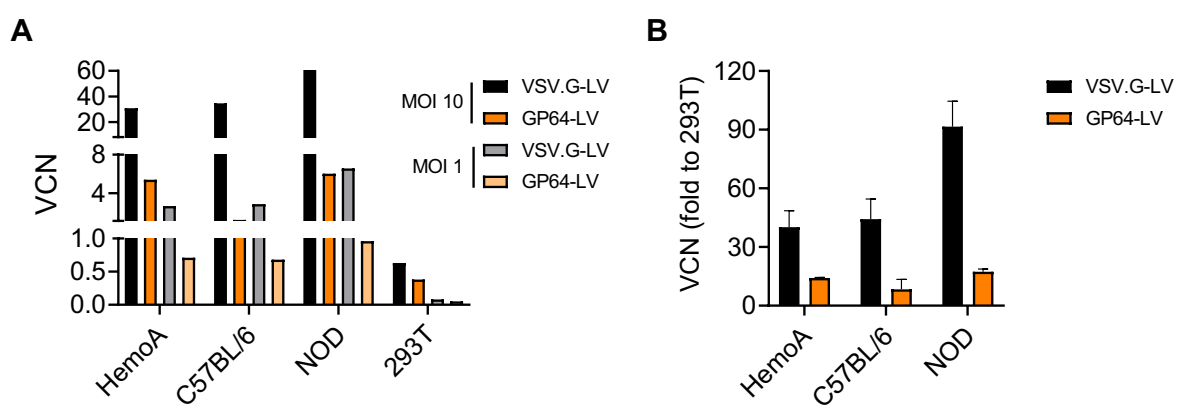 A
VCN
60
40
20
8
4
1.0
0.5
0.0
HemoA
C57BL/6
NOD
293T
MOI 10
VSV.G-LV
GP64-LV
MOI 1
VSV.G-LV
GP64-LV
B
VCN (fold to 293T)
120
90
60
30
0
HemoA
C57BL/6
NOD
VSV.G-LV
GP64-LV